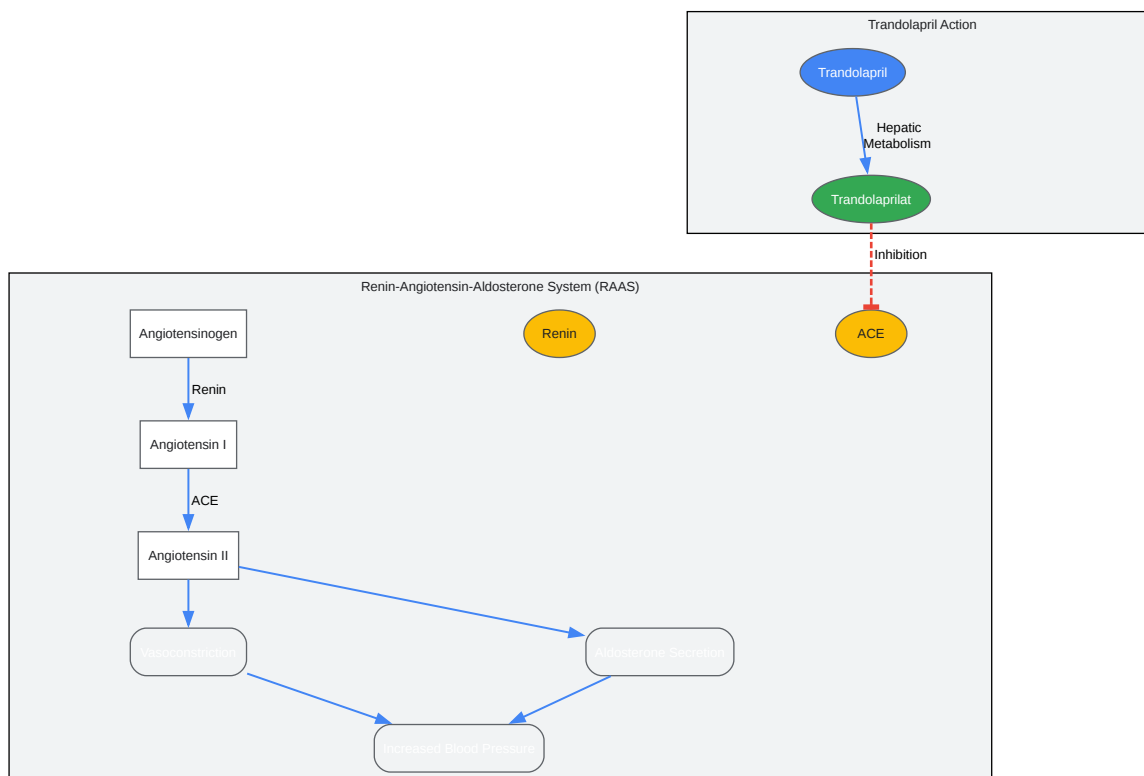 Trandolapril Action
Trandolapril
Hepatic
Metabolism
Trandolaprilat
Inhibition
Renin-Angiotensin-Aldosterone System (RAAS)
Angiotensinogen
Renin
ACE
Renin
Angiotensin I
ACE
Angiotensin II
Vasoconstriction
Aldosterone Secretion
Increased Blood Pressure